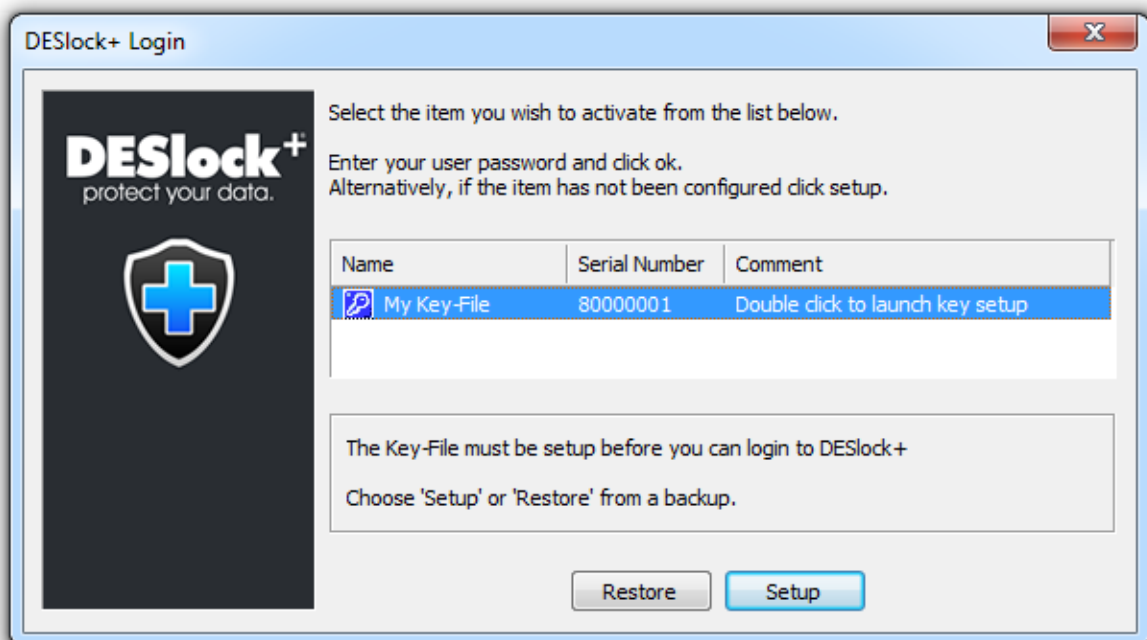 DESlock+ Login
DESlock+
protect your data.
Select the item you wish to activate from the list below.
Enter your user password and click ok.
Alternatively, if the item has not been configured click setup.
Name Serial Number Comment
My Key-File 80000001 Double click to launch key setup
The Key-File must be setup before you can login to DESlock+
Choose 'Setup' or 'Restore' from a backup.
Restore Setup